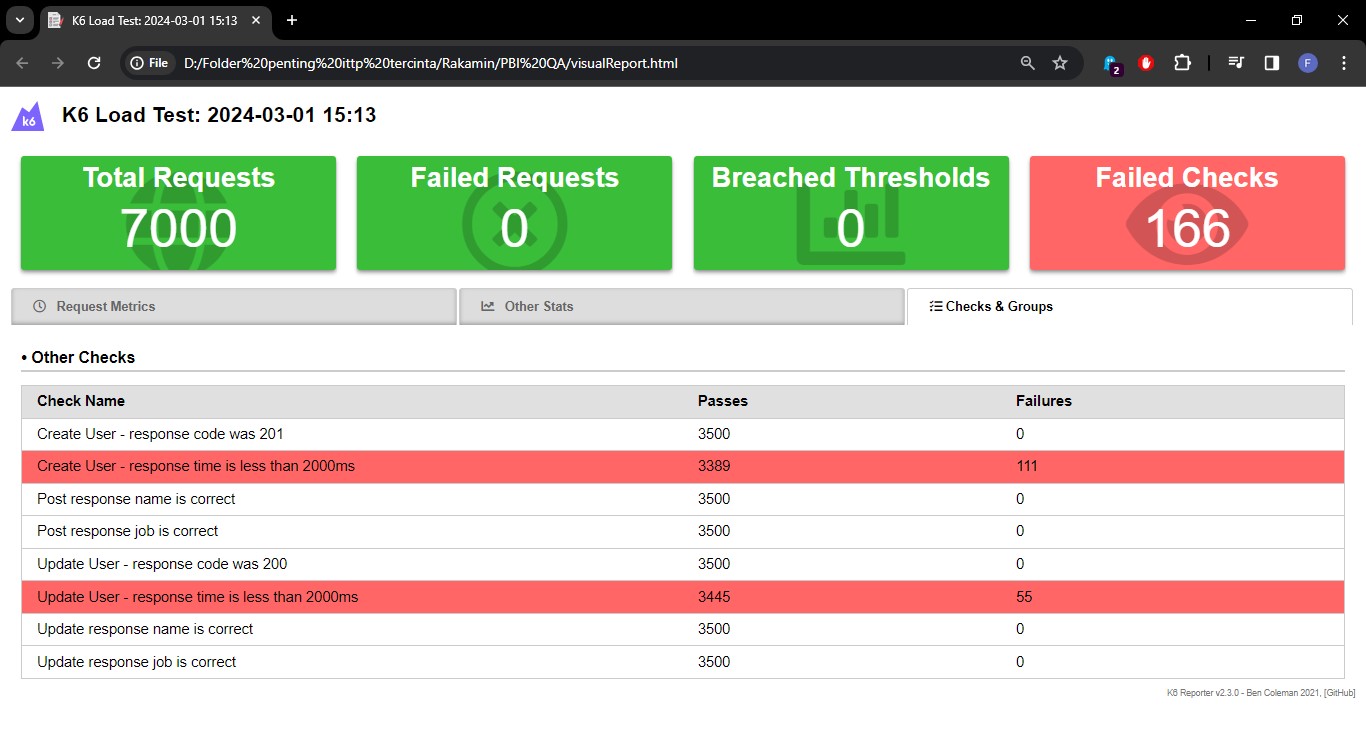 K6 Load Test: 2024-03-01 15:13
File D:/Folder%20penting%20ittp%20tercinta/Rakamin/PBI%20QA/visualReport.html
2
F
k6 K6 Load Test: 2024-03-01 15:13
Total Requests Failed Requests Breached Thresholds Failed Checks
7000 0 0 166
Request Metrics Other Stats Checks & Groups
• Other Checks
Check Name Passes Failures
Create User - response code was 201 3500 0
Create User - response time is less than 2000ms 3389 111
Post response name is correct 3500 0
Post response job is correct 3500 0
Update User - response code was 200 3500 0
Update User - response time is less than 2000ms 3445 55
Update response name is correct 3500 0
Update response job is correct 3500 0
K6 Reporter v2.3.0 - Ben Coleman 2021, [GitHub]